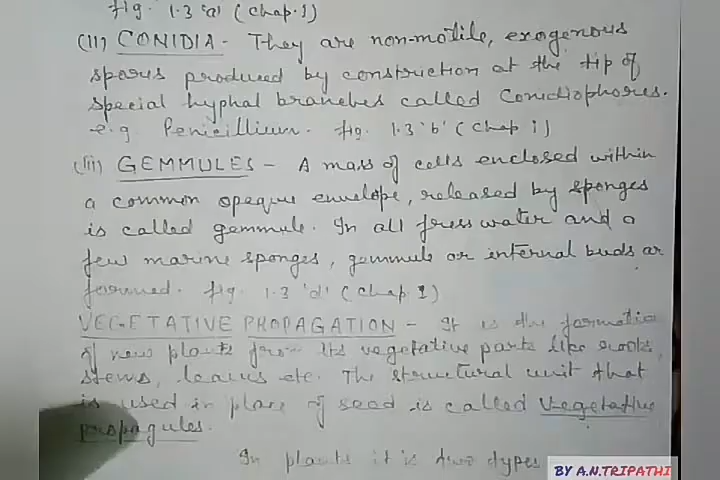 fig. 1.3 'a' (Chap.1)
(ii) CONIDIA - They are non-motile, exogenous
spores produced by constriction at the tip of
special hyphal branches called Conidiophores.
e.g. Penicillium. fig. 1.3 'b' (Chap 1)
(iii) GEMMULES - A mass of cells enclosed within
a common opaque envelope, released by sponges
is called gemmule. In all fress water and a
few marine sponges, gemmule or internal buds ar
formed. fig. 1.3 'd' (Chap 1)
VEGETATIVE PROPAGATION - It is the formatio
of new plants from its vegetative parts like roots,
stems, leaves etc. The structural unit that
is used in place of seed is called Vegetative
propagules.
In plants it is two types
BY A.N.TRIPATHI